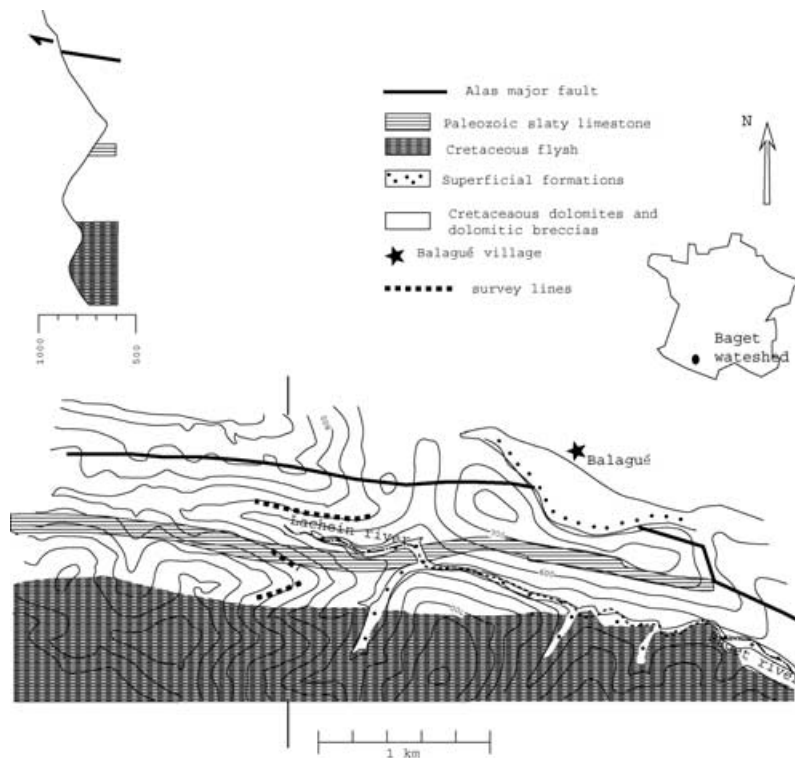 Alas major fault
Paleozoic slaty limestone
Cretaceous flysh
Superficial formations
Cretaceaous dolomites and
dolomitic breccias
Balagué village
survey lines
N
Baget
wateshed
1000
500
Balagué
Lachein river
1 km